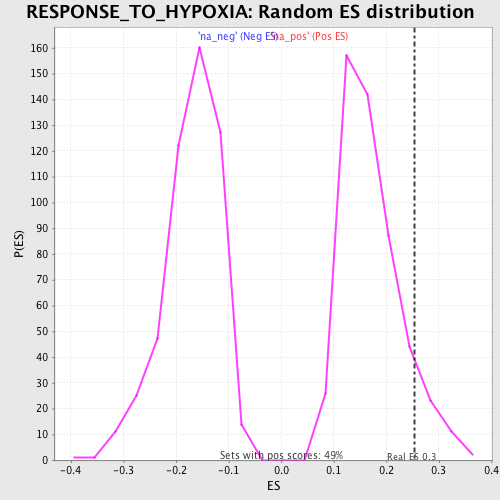 RESPONSE_TO_HYPOXIA: Random ES distribution
'na_neg' (Neg ES) 'na_pos' (Pos ES)
160
150
140
130
120
110
100
90
80
70
60
50
40
30
20
10
0
P(ES)
Sets with pos scores: 49%
Real ES 0.3
-0.4 -0.3 -0.2 -0.1 0.0 0.1 0.2 0.3 0.4
ES